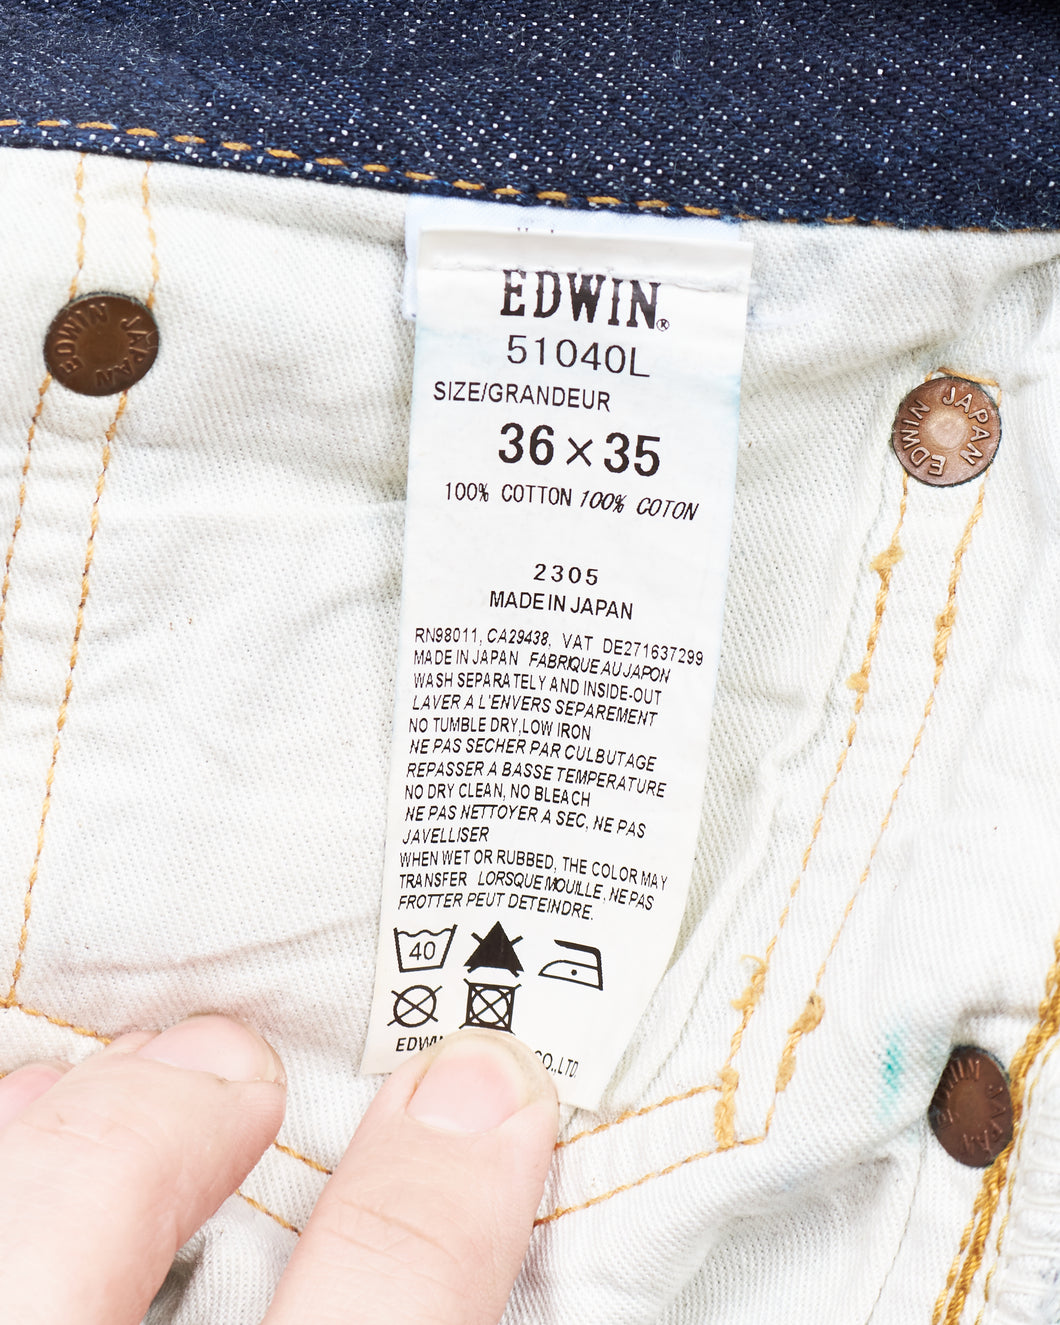 EDWIN®
51040L
SIZE/GRANDEUR
36×35
100% COTTON 100% COTON
2305
MADE IN JAPAN
RN98011, CA29438, VAT DE271637299
MADE IN JAPAN FABRIQUE AU JAPON
WASH SEPARATELY AND INSIDE-OUT
LAVER A L'ENVERS SEPAREMENT
NO TUMBLE DRY,LOW IRON
NE PAS SECHER PAR CULBUTAGE
REPASSER A BASSE TEMPERATURE
NO DRY CLEAN, NO BLEACH
NE PAS NETTOYER A SEC, NE PAS
JAVELLISER
WHEN WET OR RUBBED, THE COLOR MAY
TRANSFER LORSQUE MOUILLE, NE PAS
FROTTER PEUT DETEINDRE.
40
CO.,LTD.
EDWIN JAPAN
EDWIN JAPAN
EDWIN JAPAN